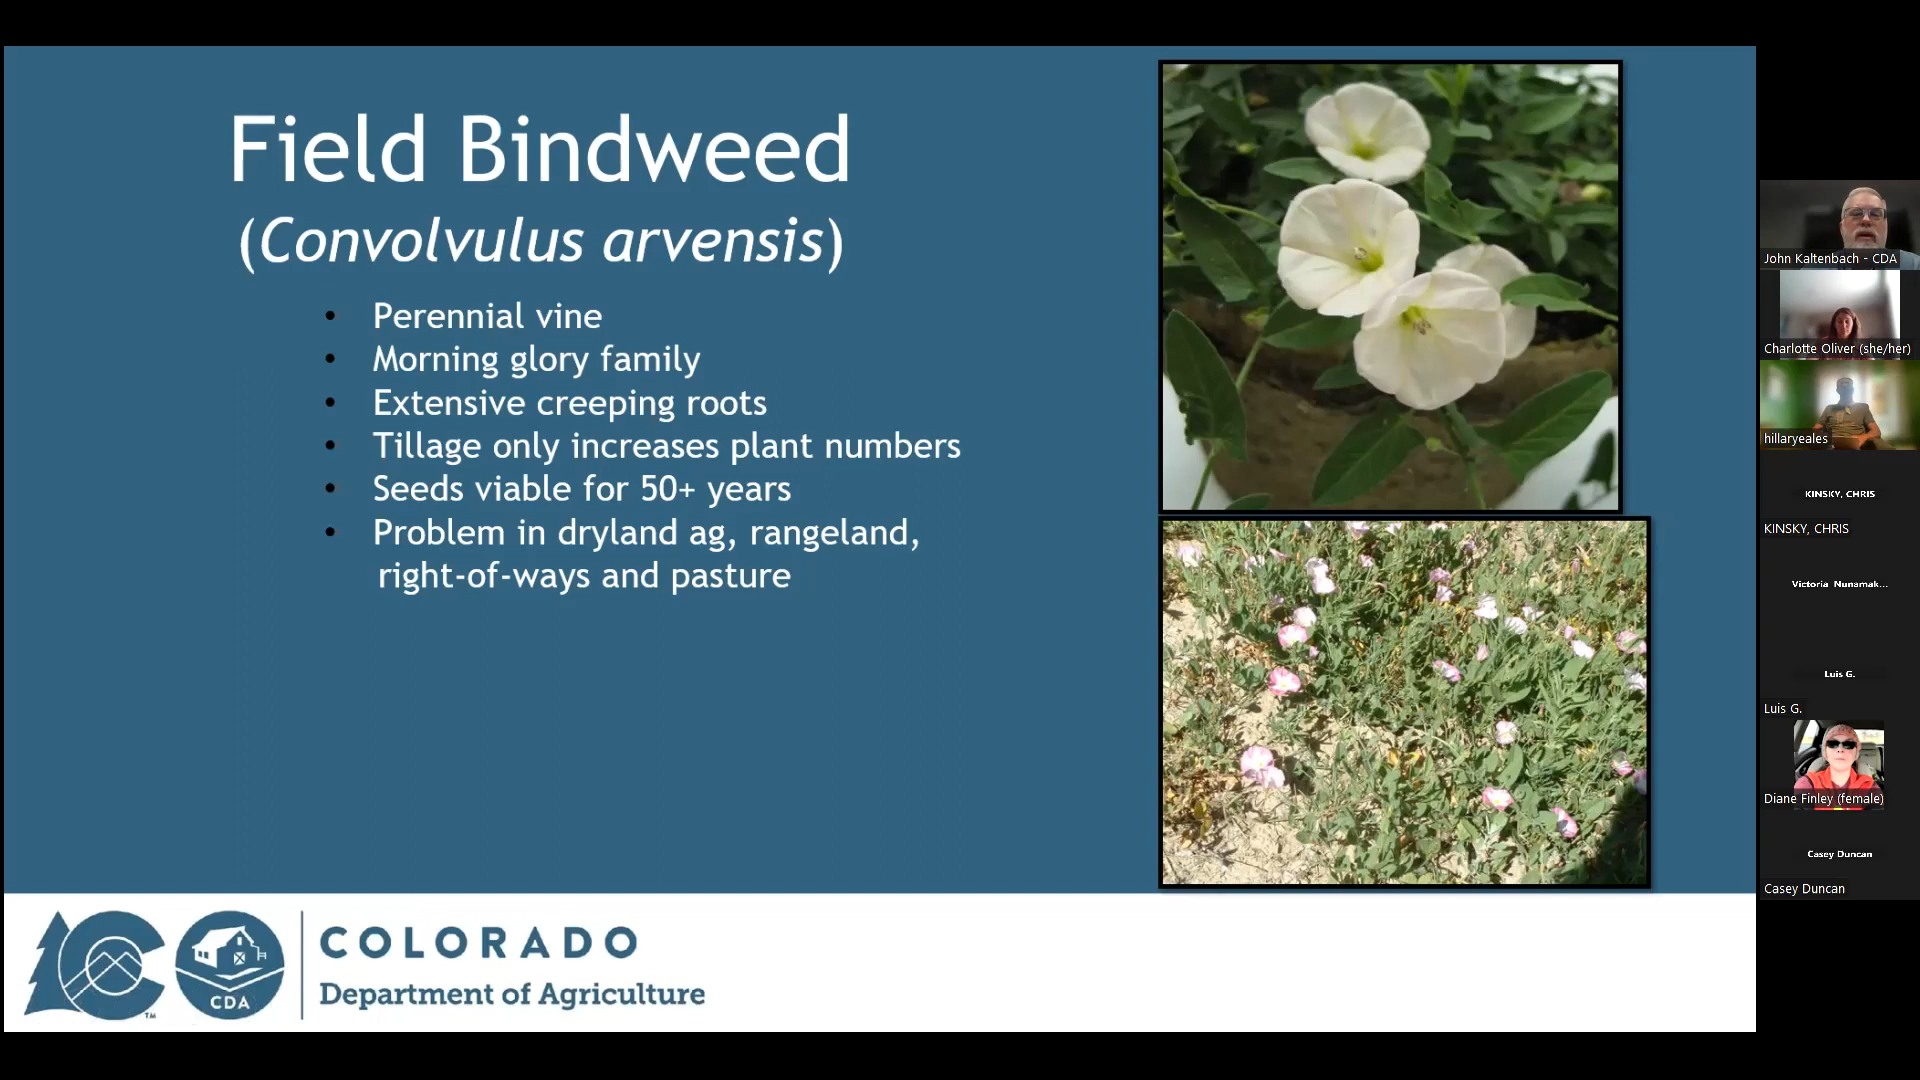 Field Bindweed
(Convolvulus arvensis)
• Perennial vine
• Morning glory family
• Extensive creeping roots
• Tillage only increases plant numbers
• Seeds viable for 50+ years
• Problem in dryland ag, rangeland,
right-of-ways and pasture
CDA
TM
COLORADO
Department of Agriculture
John Kaltenbach - CDA
Charlotte Oliver (she/her)
hillaryeales
KINSKY, CHRIS
KINSKY, CHRIS
Victoria Nunamak...
Luis G.
Luis G.
Diane Finley (female)
Casey Duncan
Casey Duncan